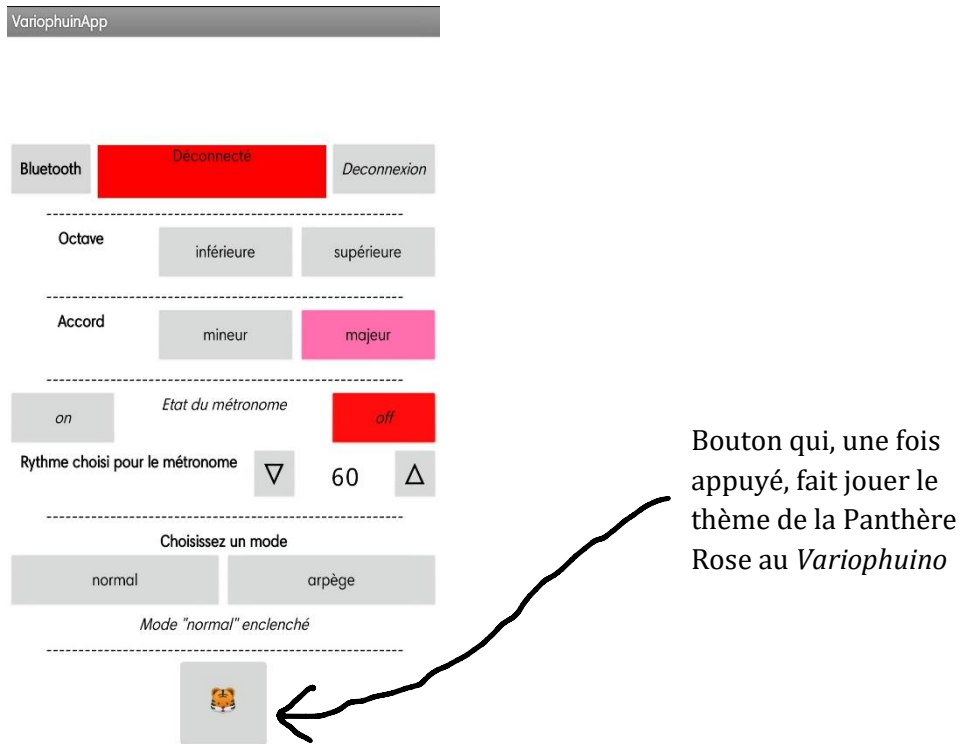 VariophuinApp
Bluetooth
Déconnecté
Deconnexion
Octave
inférieure
supérieure
Accord
mineur
majeur
on
Etat du métronome
off
Rythme choisi pour le métronome
▽
60
△
Choisissez un mode
normal
arpège
Mode "normal" enclenché
Bouton qui, une fois
appuyé, fait jouer le
thème de la Panthère
Rose au Variophuino